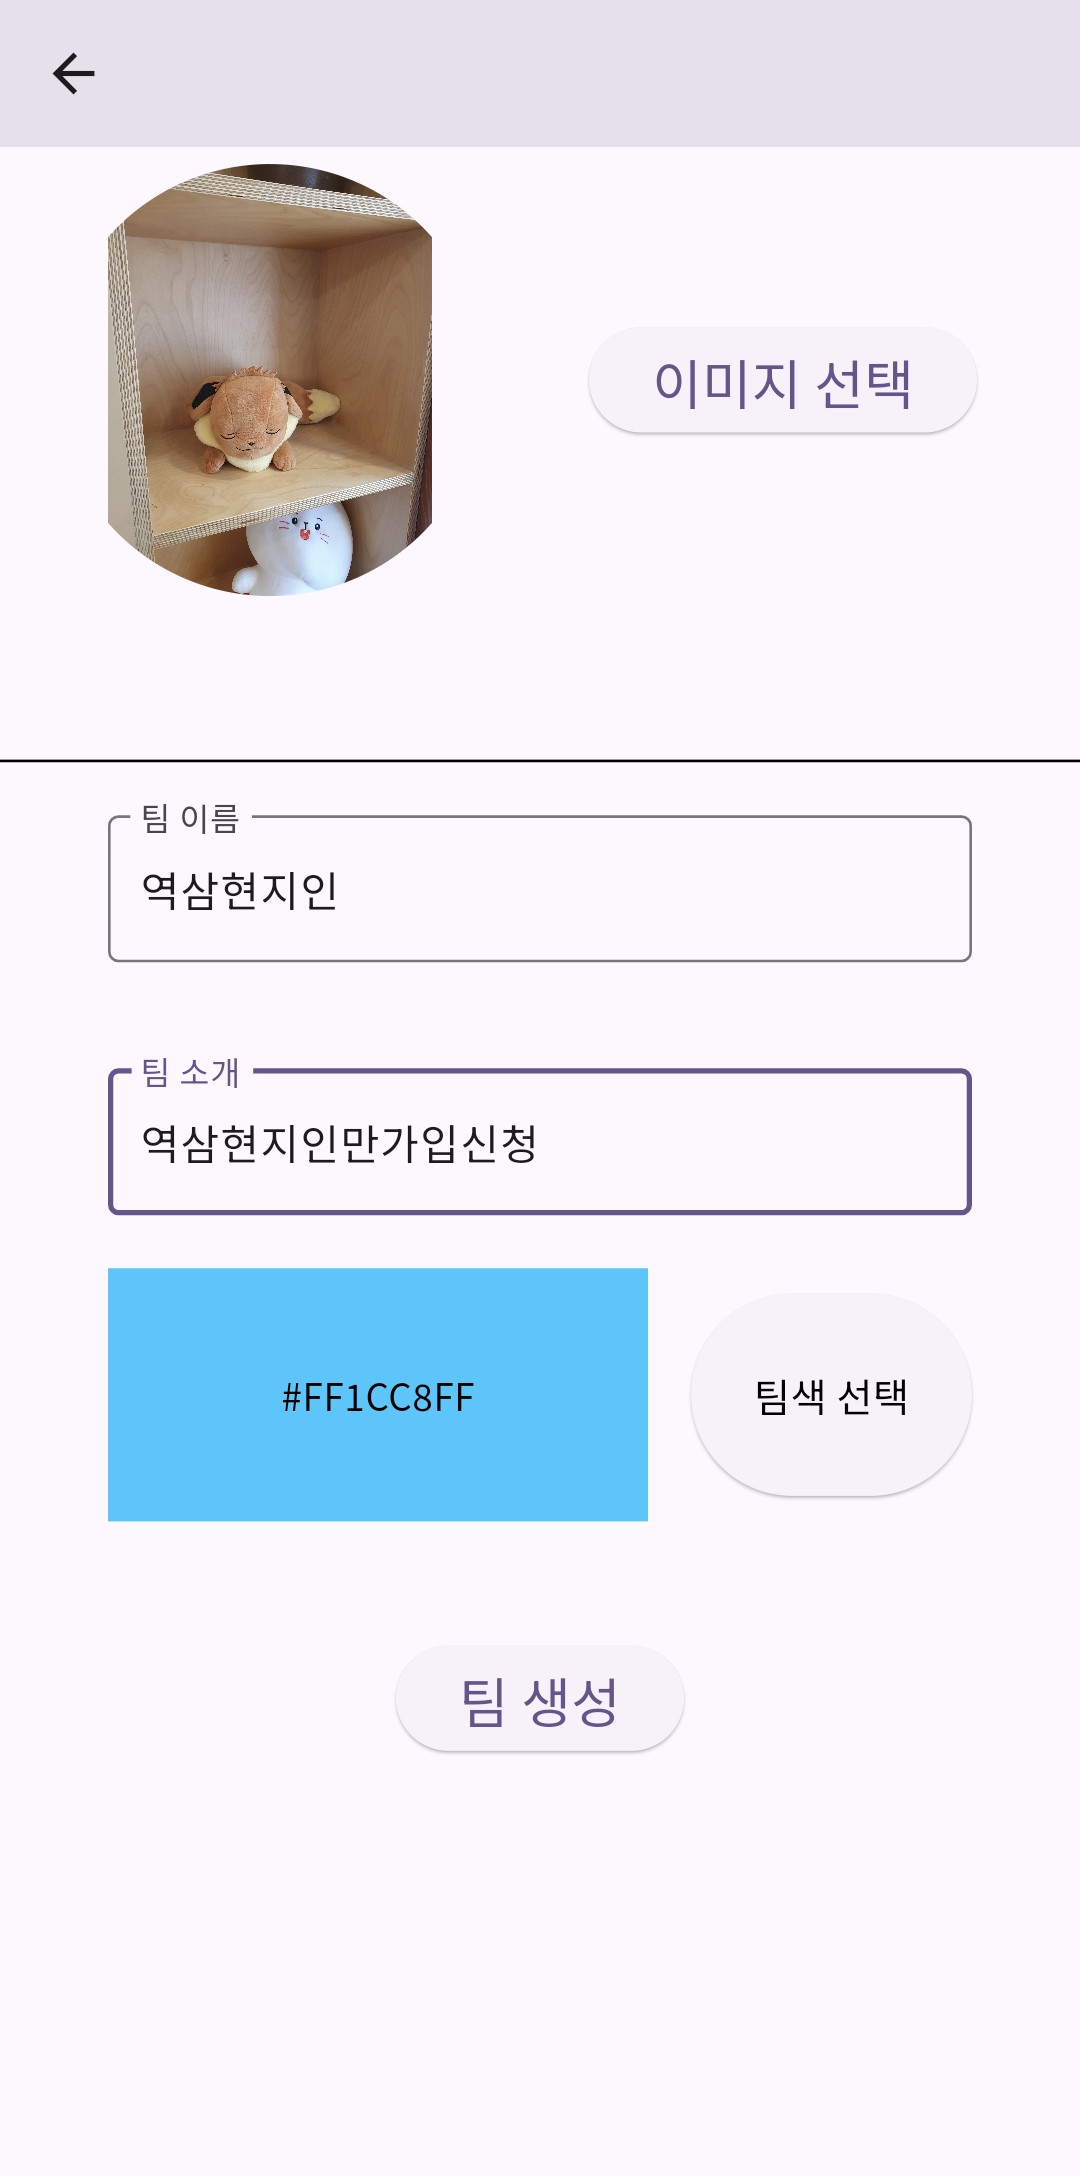 이미지 선택
팀 이름
역삼현지인
팀 소개
역삼현지인만가입신청
#FF1CC8FF
팀색 선택
팀 생성